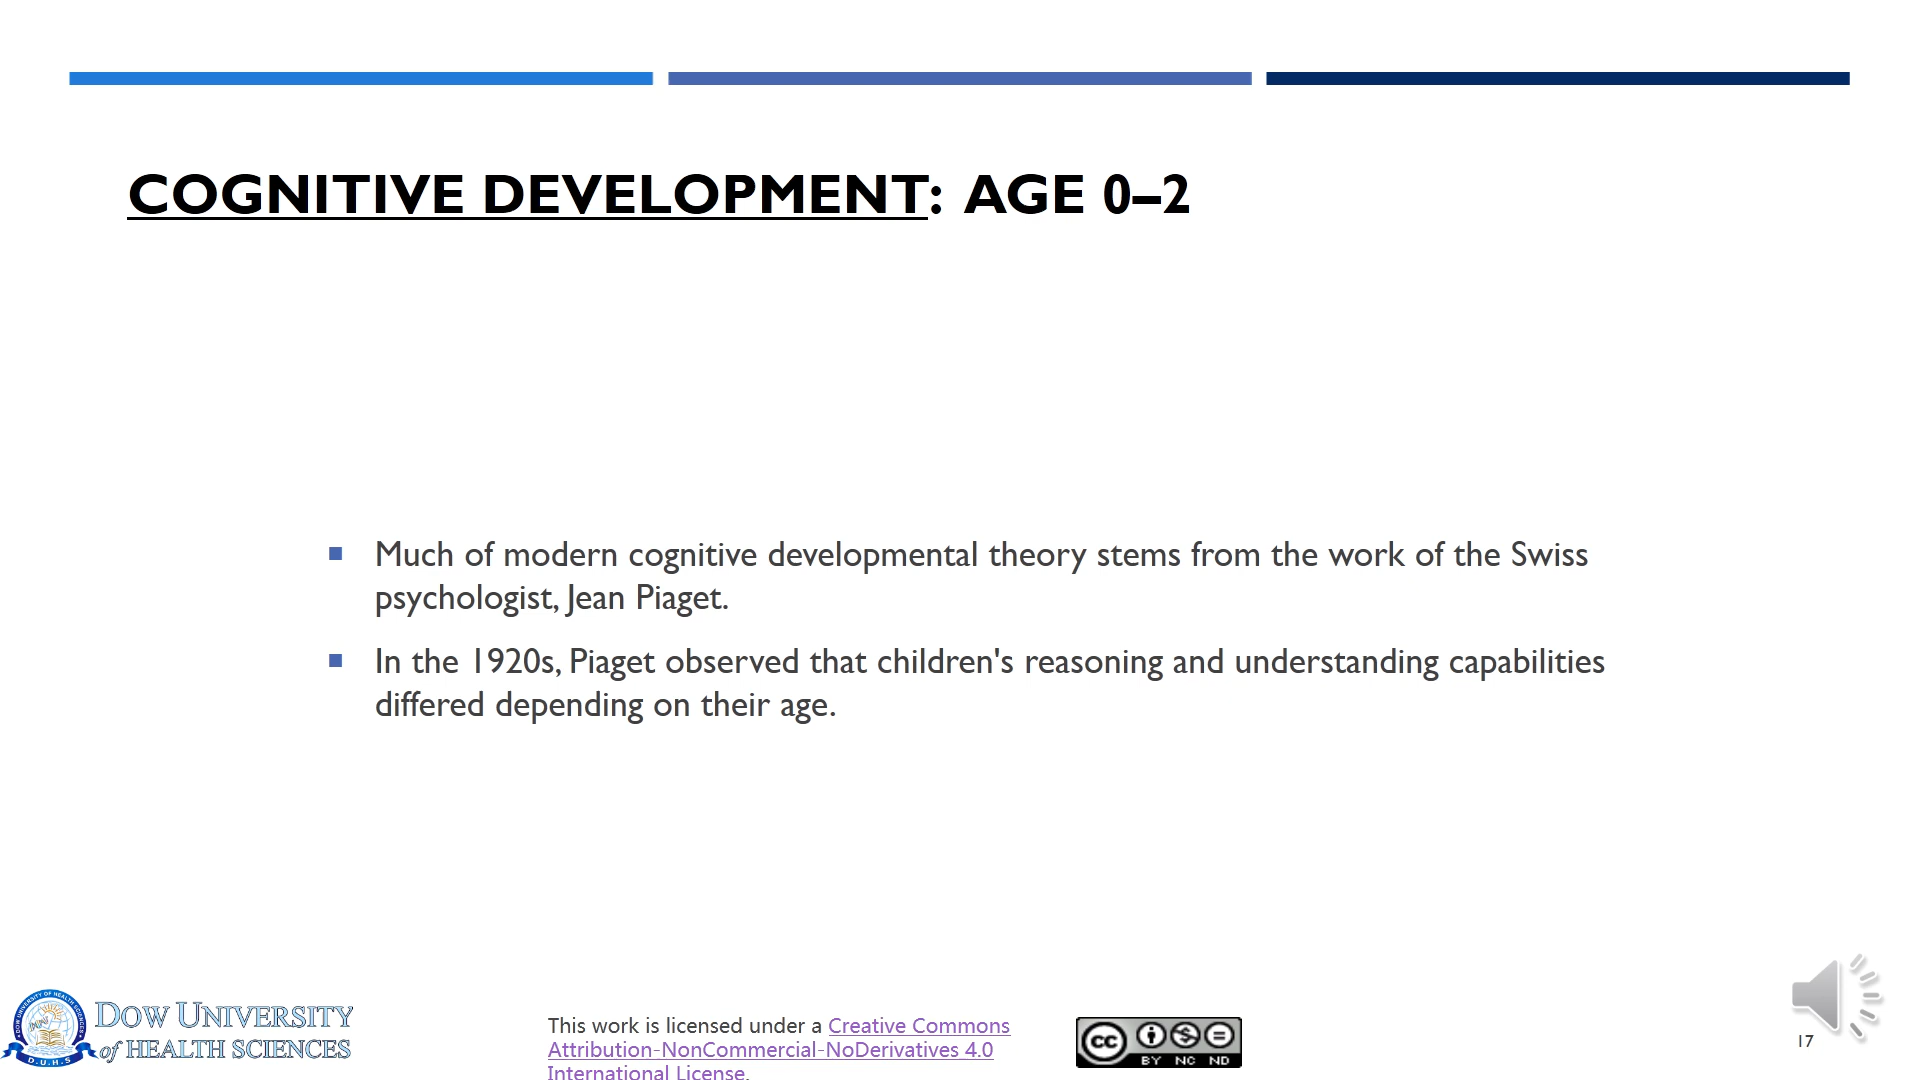 COGNITIVE DEVELOPMENT: AGE 0–2
Much of modern cognitive developmental theory stems from the work of the Swiss
psychologist, Jean Piaget.
In the 1920s, Piaget observed that children's reasoning and understanding capabilities
differed depending on their age.
DOW UNIVERSITY
of HEALTH SCIENCES
D.U.H.S
This work is licensed under a Creative Commons
Attribution-NonCommercial-NoDerivatives 4.0
International License.
cc
BY NC ND
17